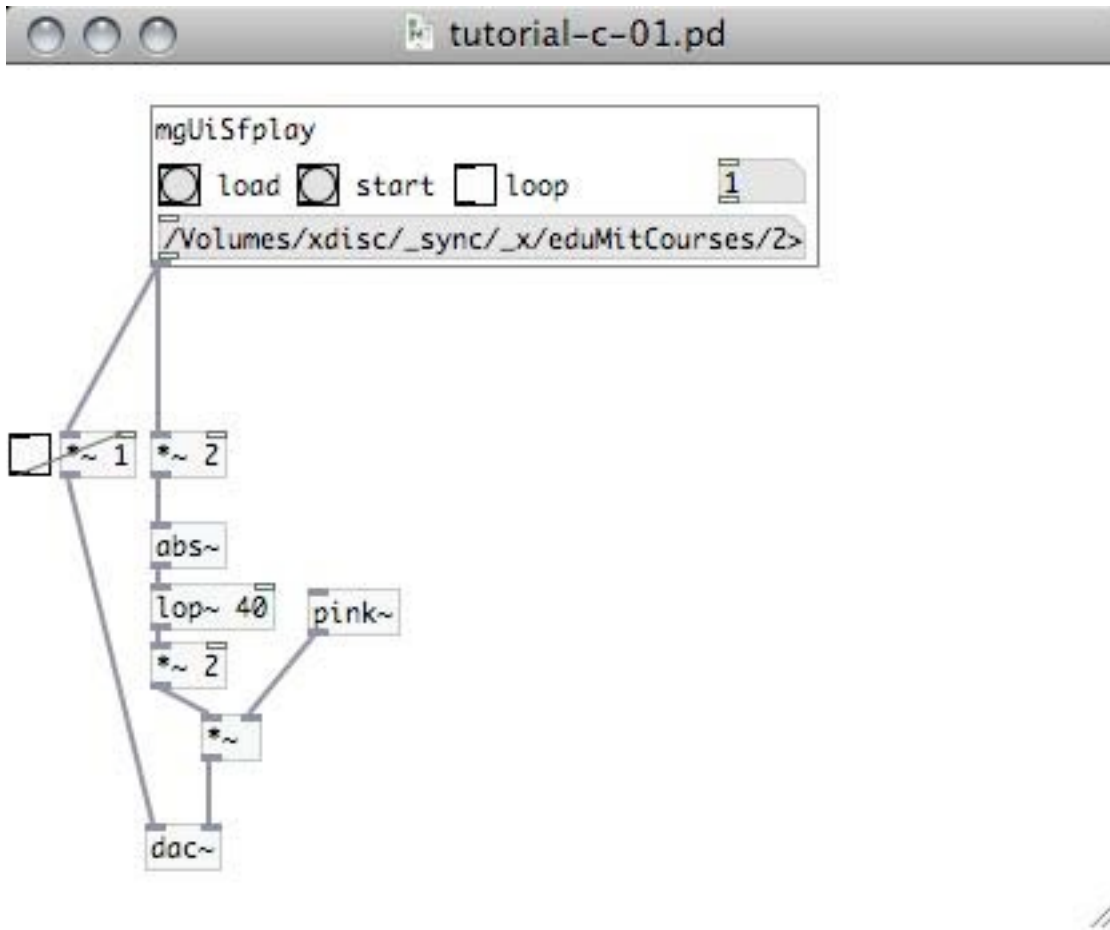 tutorial-c-01.pd
mgUiSfplay
load start loop 1
/Volumes/xdisc/_sync/_x/eduMitCourses/2>
*~ 1 *~ 2
abs~
lop~ 40 pink~
*~ 2
*~
dac~